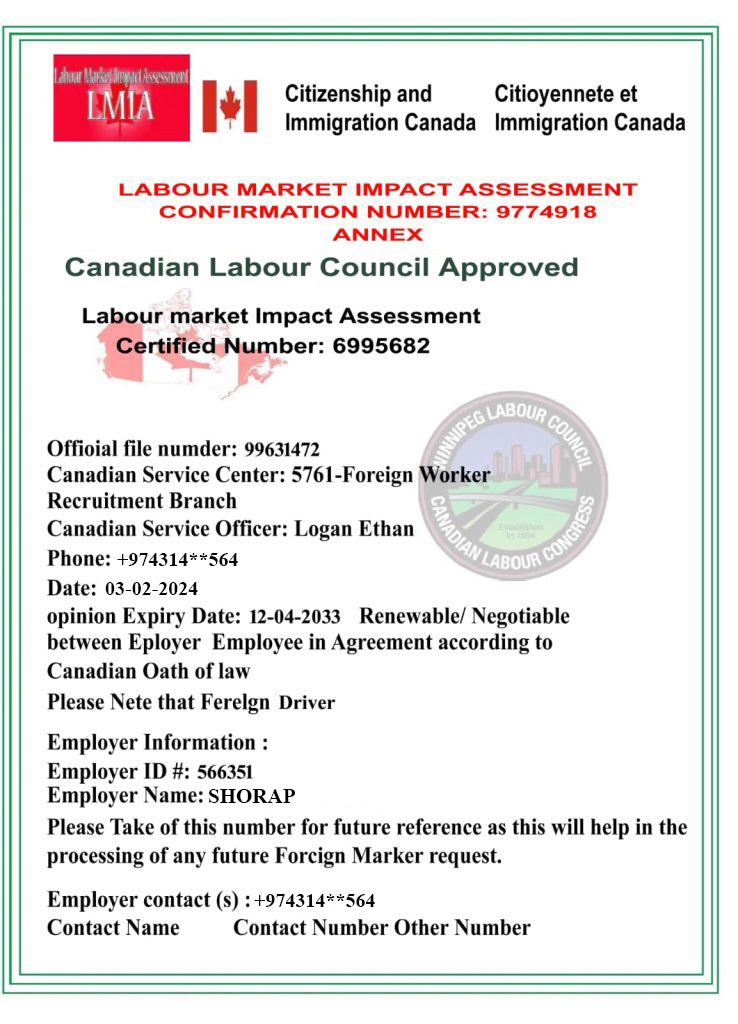 Labour Market Impact Assessment
LMIA
Citizenship and
Immigration Canada
Citioyennete et
Immigration Canada
LABOUR MARKET IMPACT ASSESSMENT
CONFIRMATION NUMBER: 9774918
ANNEX
Canadian Labour Council Approved
Labour market Impact Assessment
Certified Number: 6995682
WINNIPEG LABOUR COUNCIL
Established
in 1894
CANADIAN LABOUR CONGRESS
Offioial file numder: 99631472
Canadian Service Center: 5761-Foreign Worker
Recruitment Branch
Canadian Service Officer: Logan Ethan
Phone: +974314**564
Date: 03-02-2024
opinion Expiry Date: 12-04-2033 Renewable/ Negotiable
between Eployer Employee in Agreement according to
Canadian Oath of law
Please Nete that Ferelgn Driver
Employer Information :
Employer ID #: 566351
Employer Name: SHORAP
Please Take of this number for future reference as this will help in the
processing of any future Forcign Marker request.
Employer contact (s) : +974314**564
Contact Name Contact Number Other Number